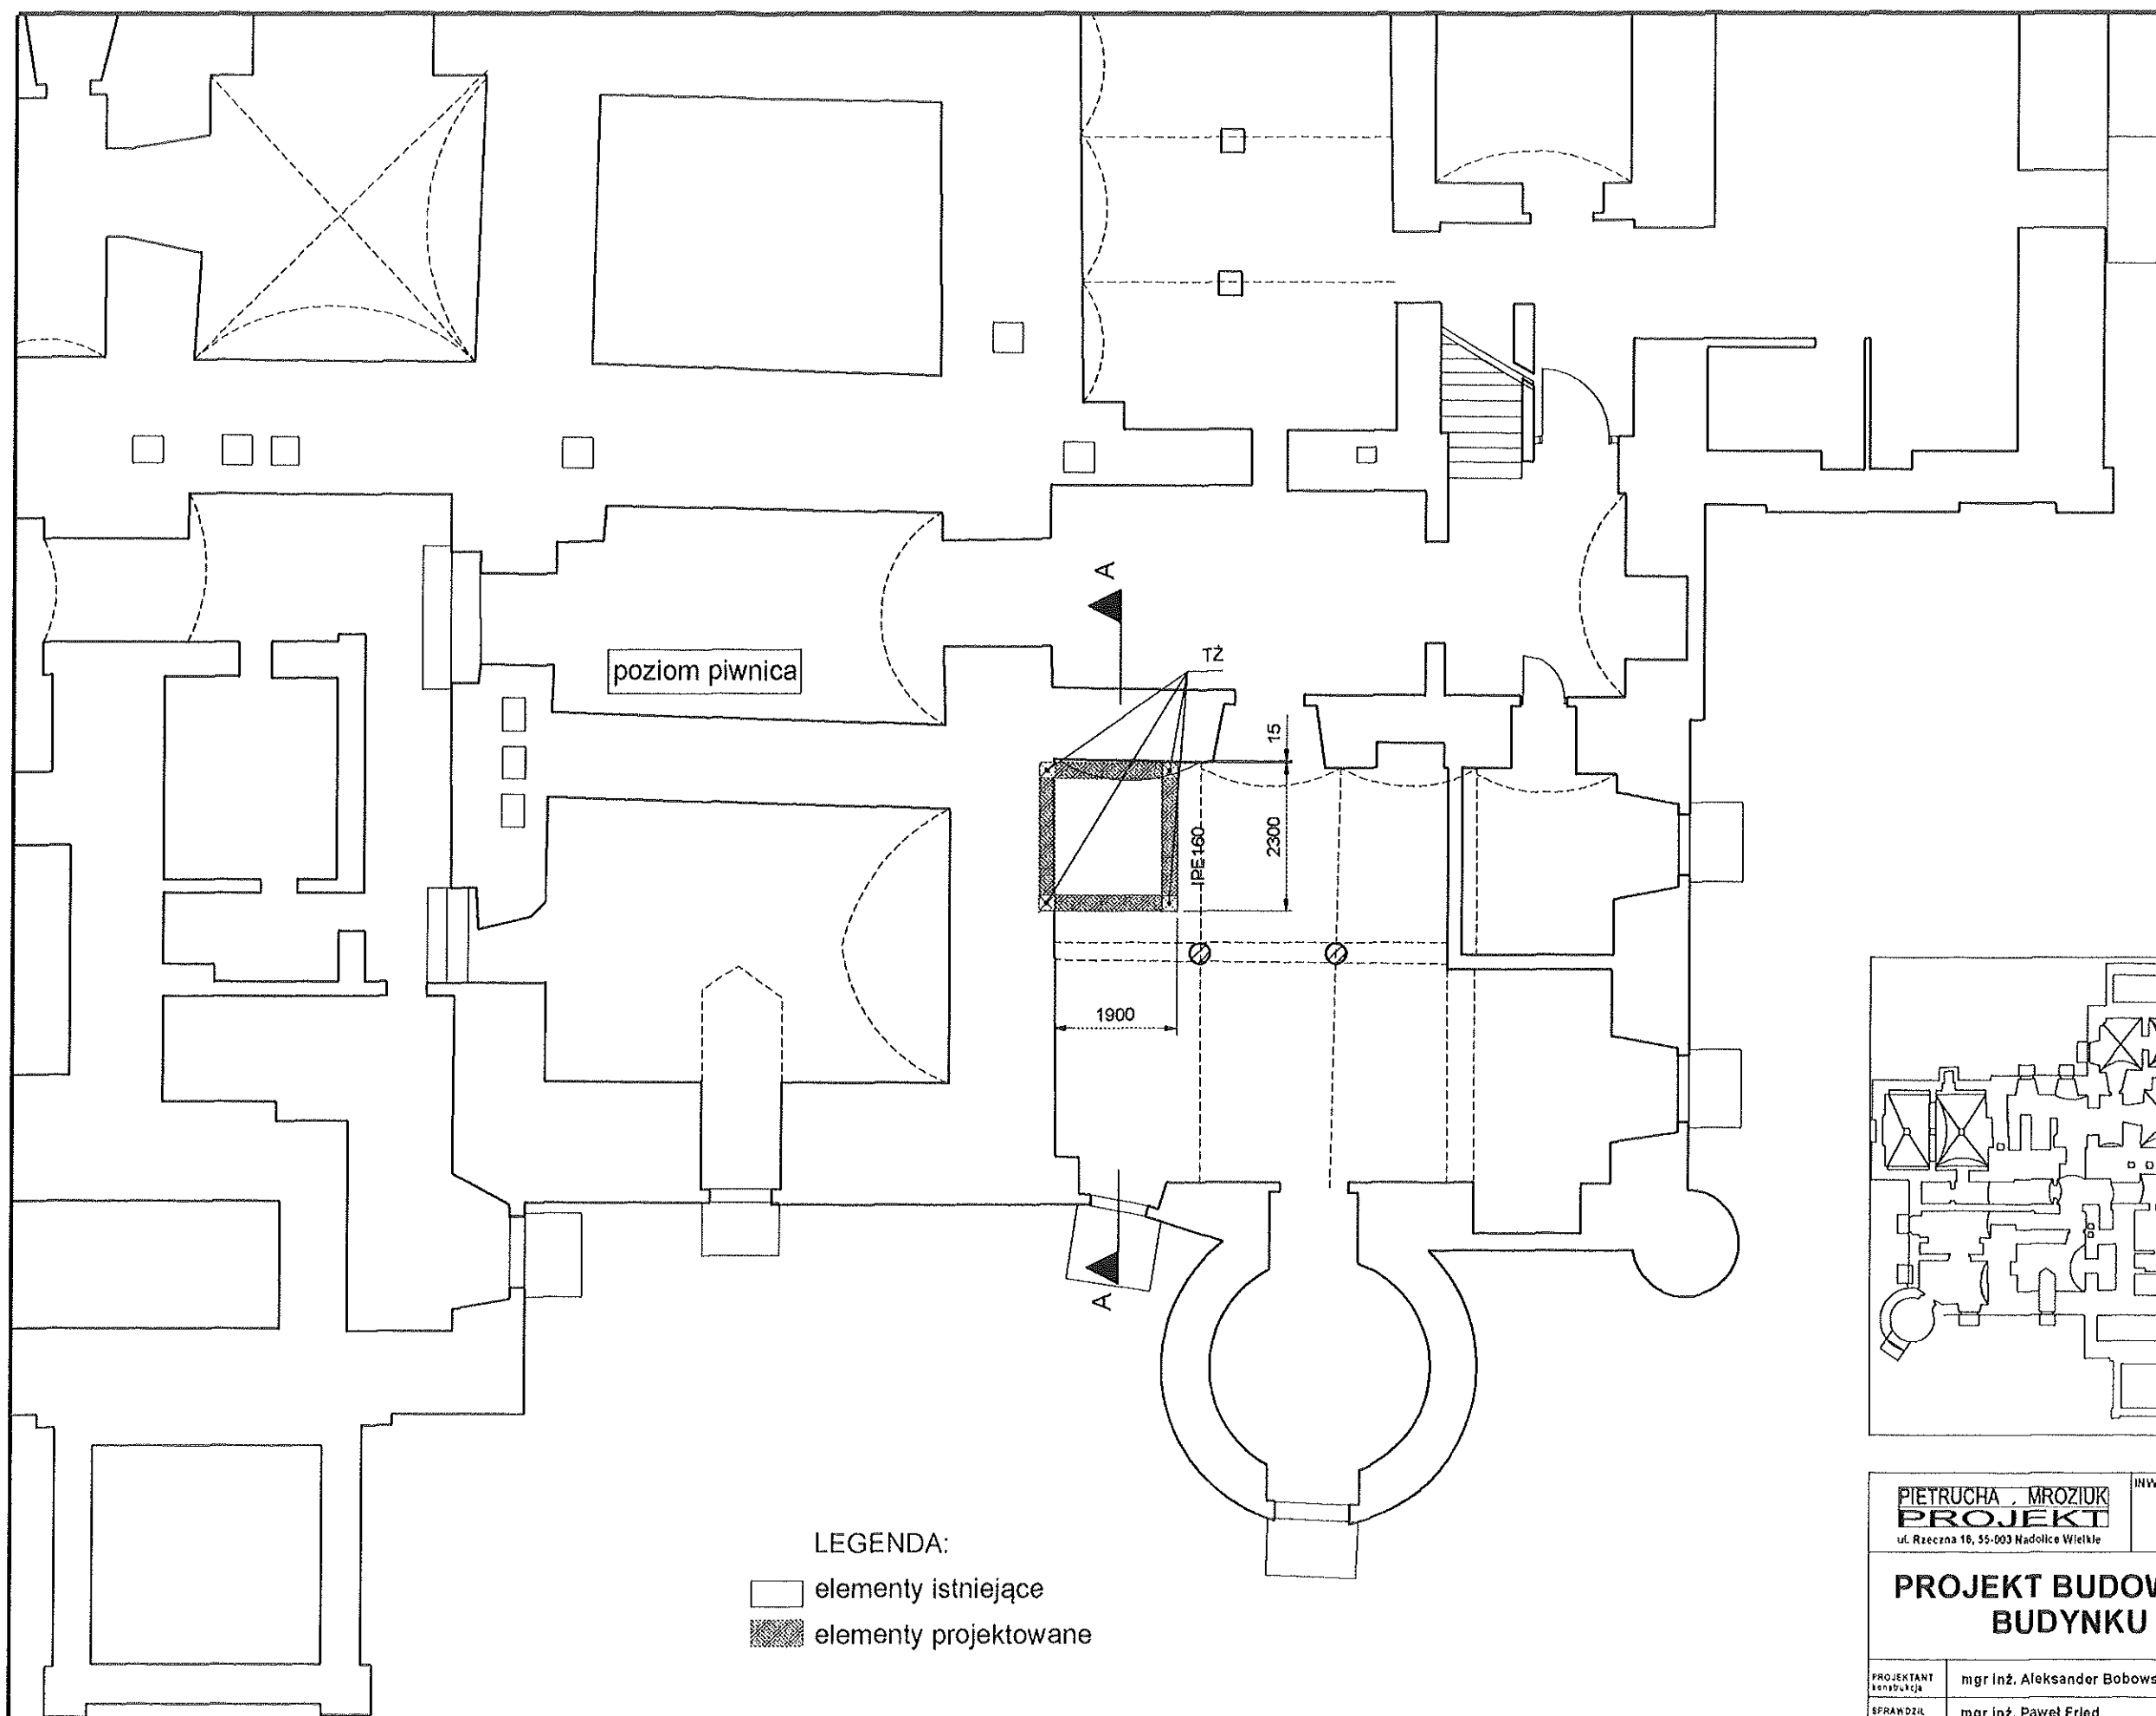 A
TŻ
poziom piwnica
15
2300
IPE160
1900
A
LEGENDA:
elementy istniejące
elementy projektowane
PIETRUCHA . MROZIUK
PROJEKT
ul. Rzeczna 16, 55-003 Nadolice Wielkie
INW
PROJEKT BUDOW
BUDYNKU
PROJEKTANT
konstrukcja
mgr inż. Aleksander Bobows
SPRAWDZIŁ
mgr inż. Paweł Fried